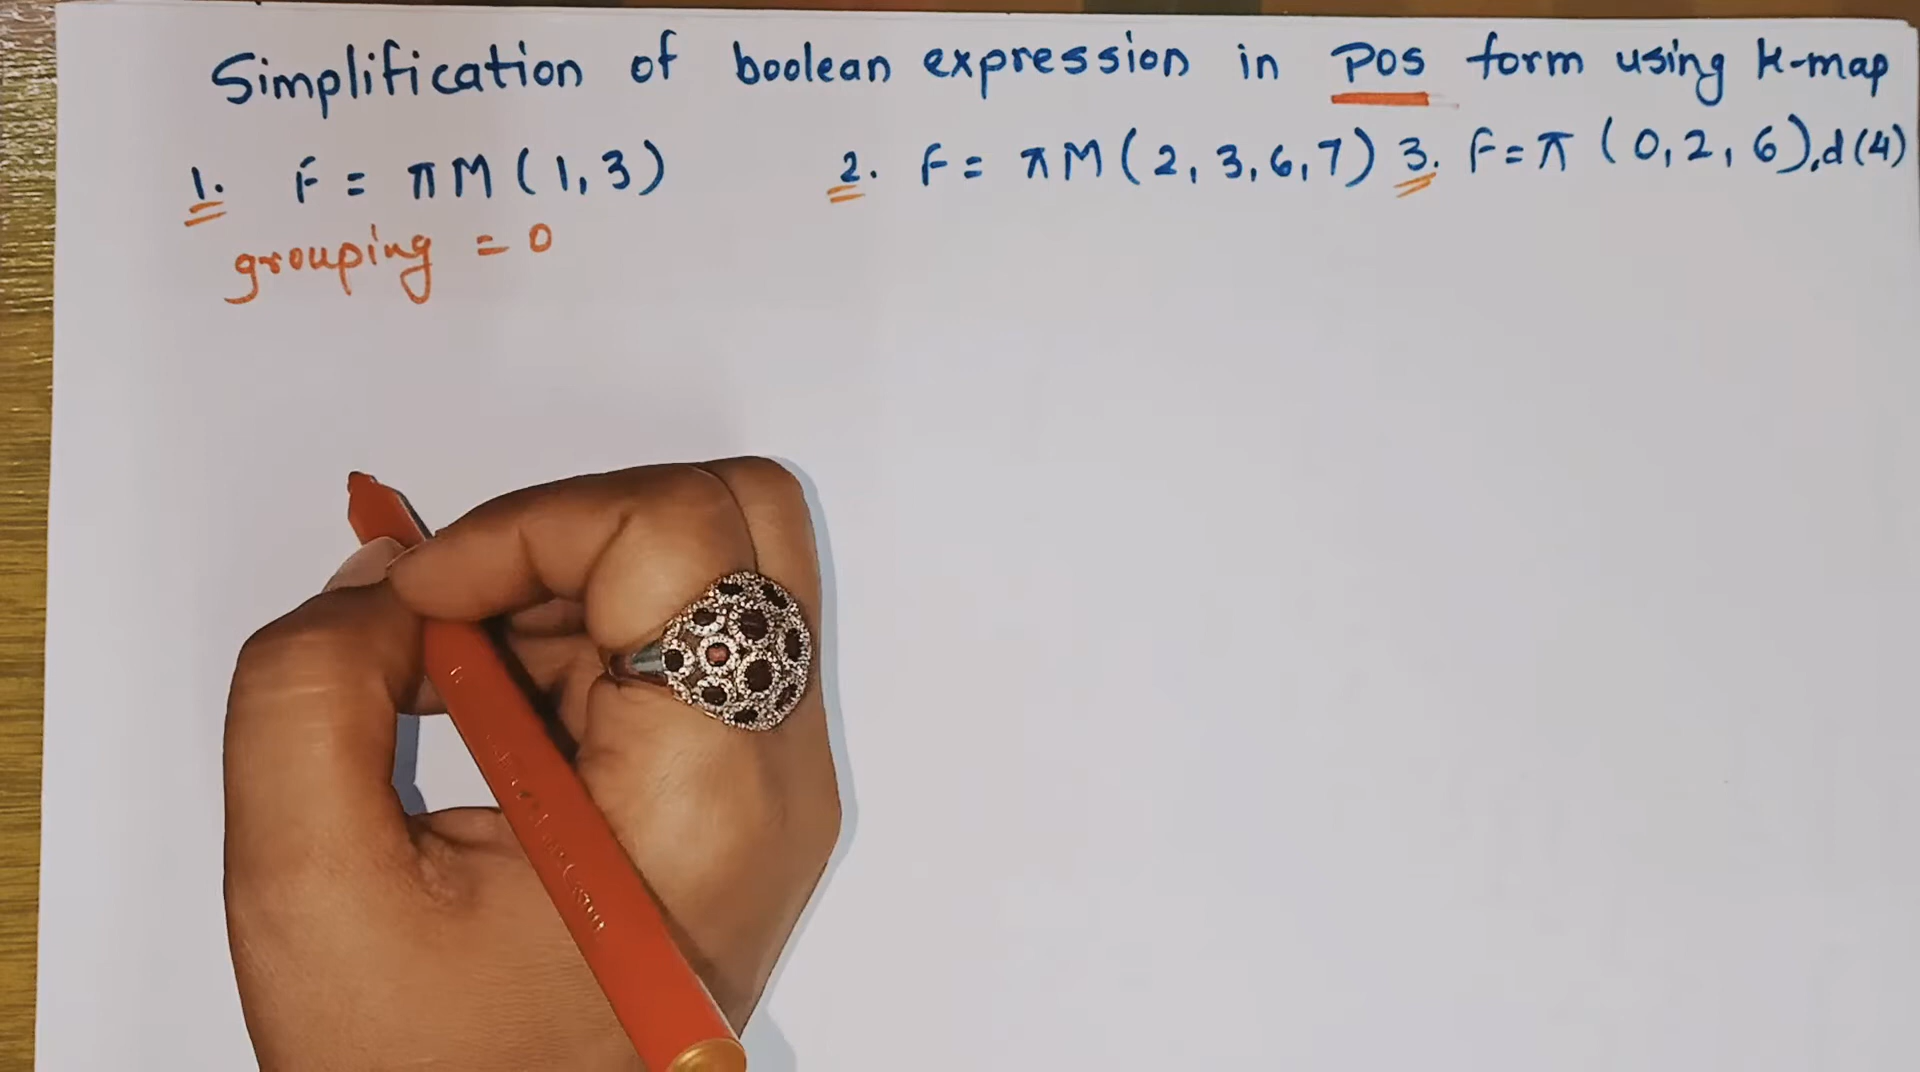 Simplification of boolean expression in POS form using K-map
1. F = πM (1,3) 2. F = πM (2,3,6,7) 3. F=π (0,2,6),d(4)
grouping = 0